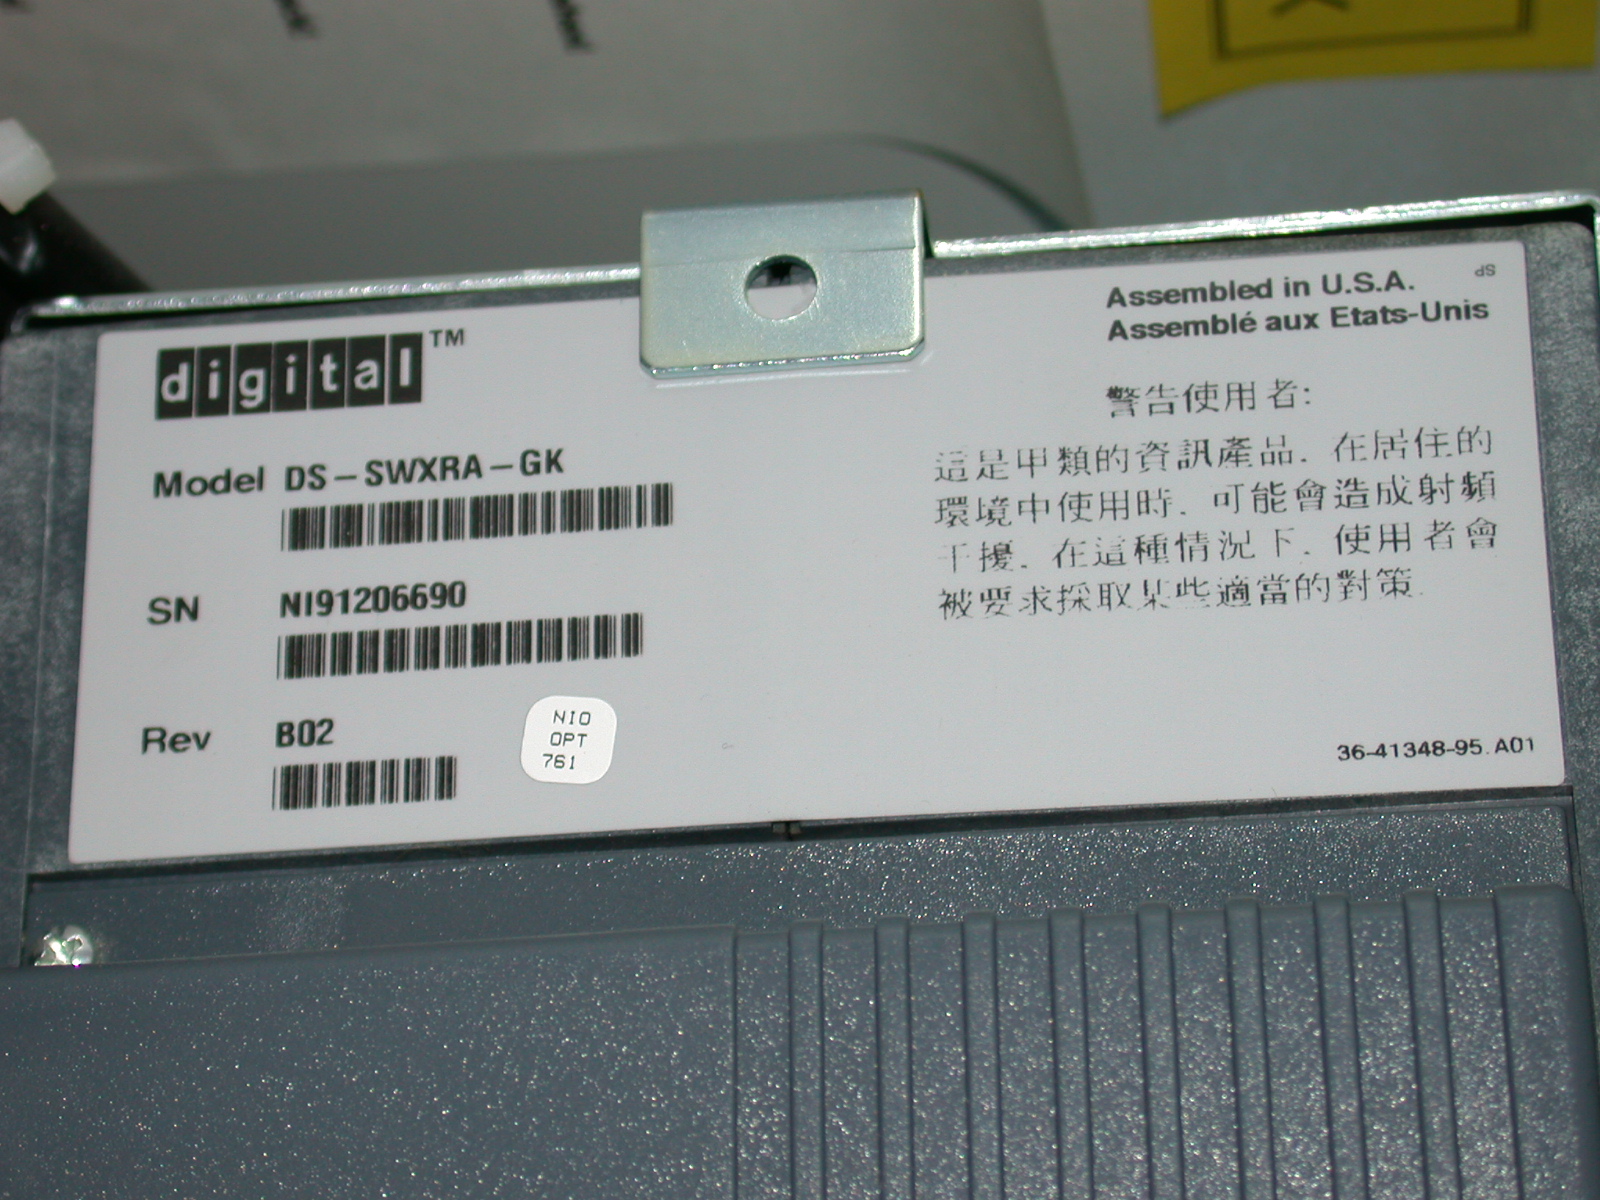 digital™
Model DS-SWXRA-GK
SN NI91206690
Rev B02
NIO
OPT
761
SP
Assembled in U.S.A.
Assemblé aux Etats-Unis
警告使用者:
這是甲類的資訊產品. 在居住的
環境中使用時. 可能會造成射頻
干擾. 在這種情況下. 使用者會
被要求採取某些適當的對策.
36-41348-95. A01